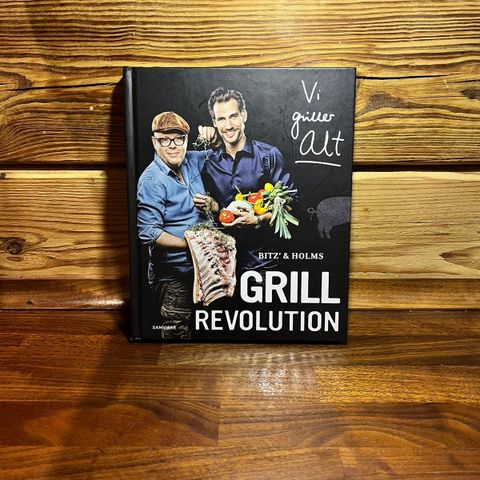 Vi
griller
Alt
BITZ' & HOLMS
GRILL
REVOLUTION
SAMVIRKE